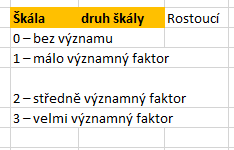 Škála druh škály Rostoucí
0 – bez významu
1 – málo významný faktor
2 – středně významný faktor
3 – velmi významný faktor